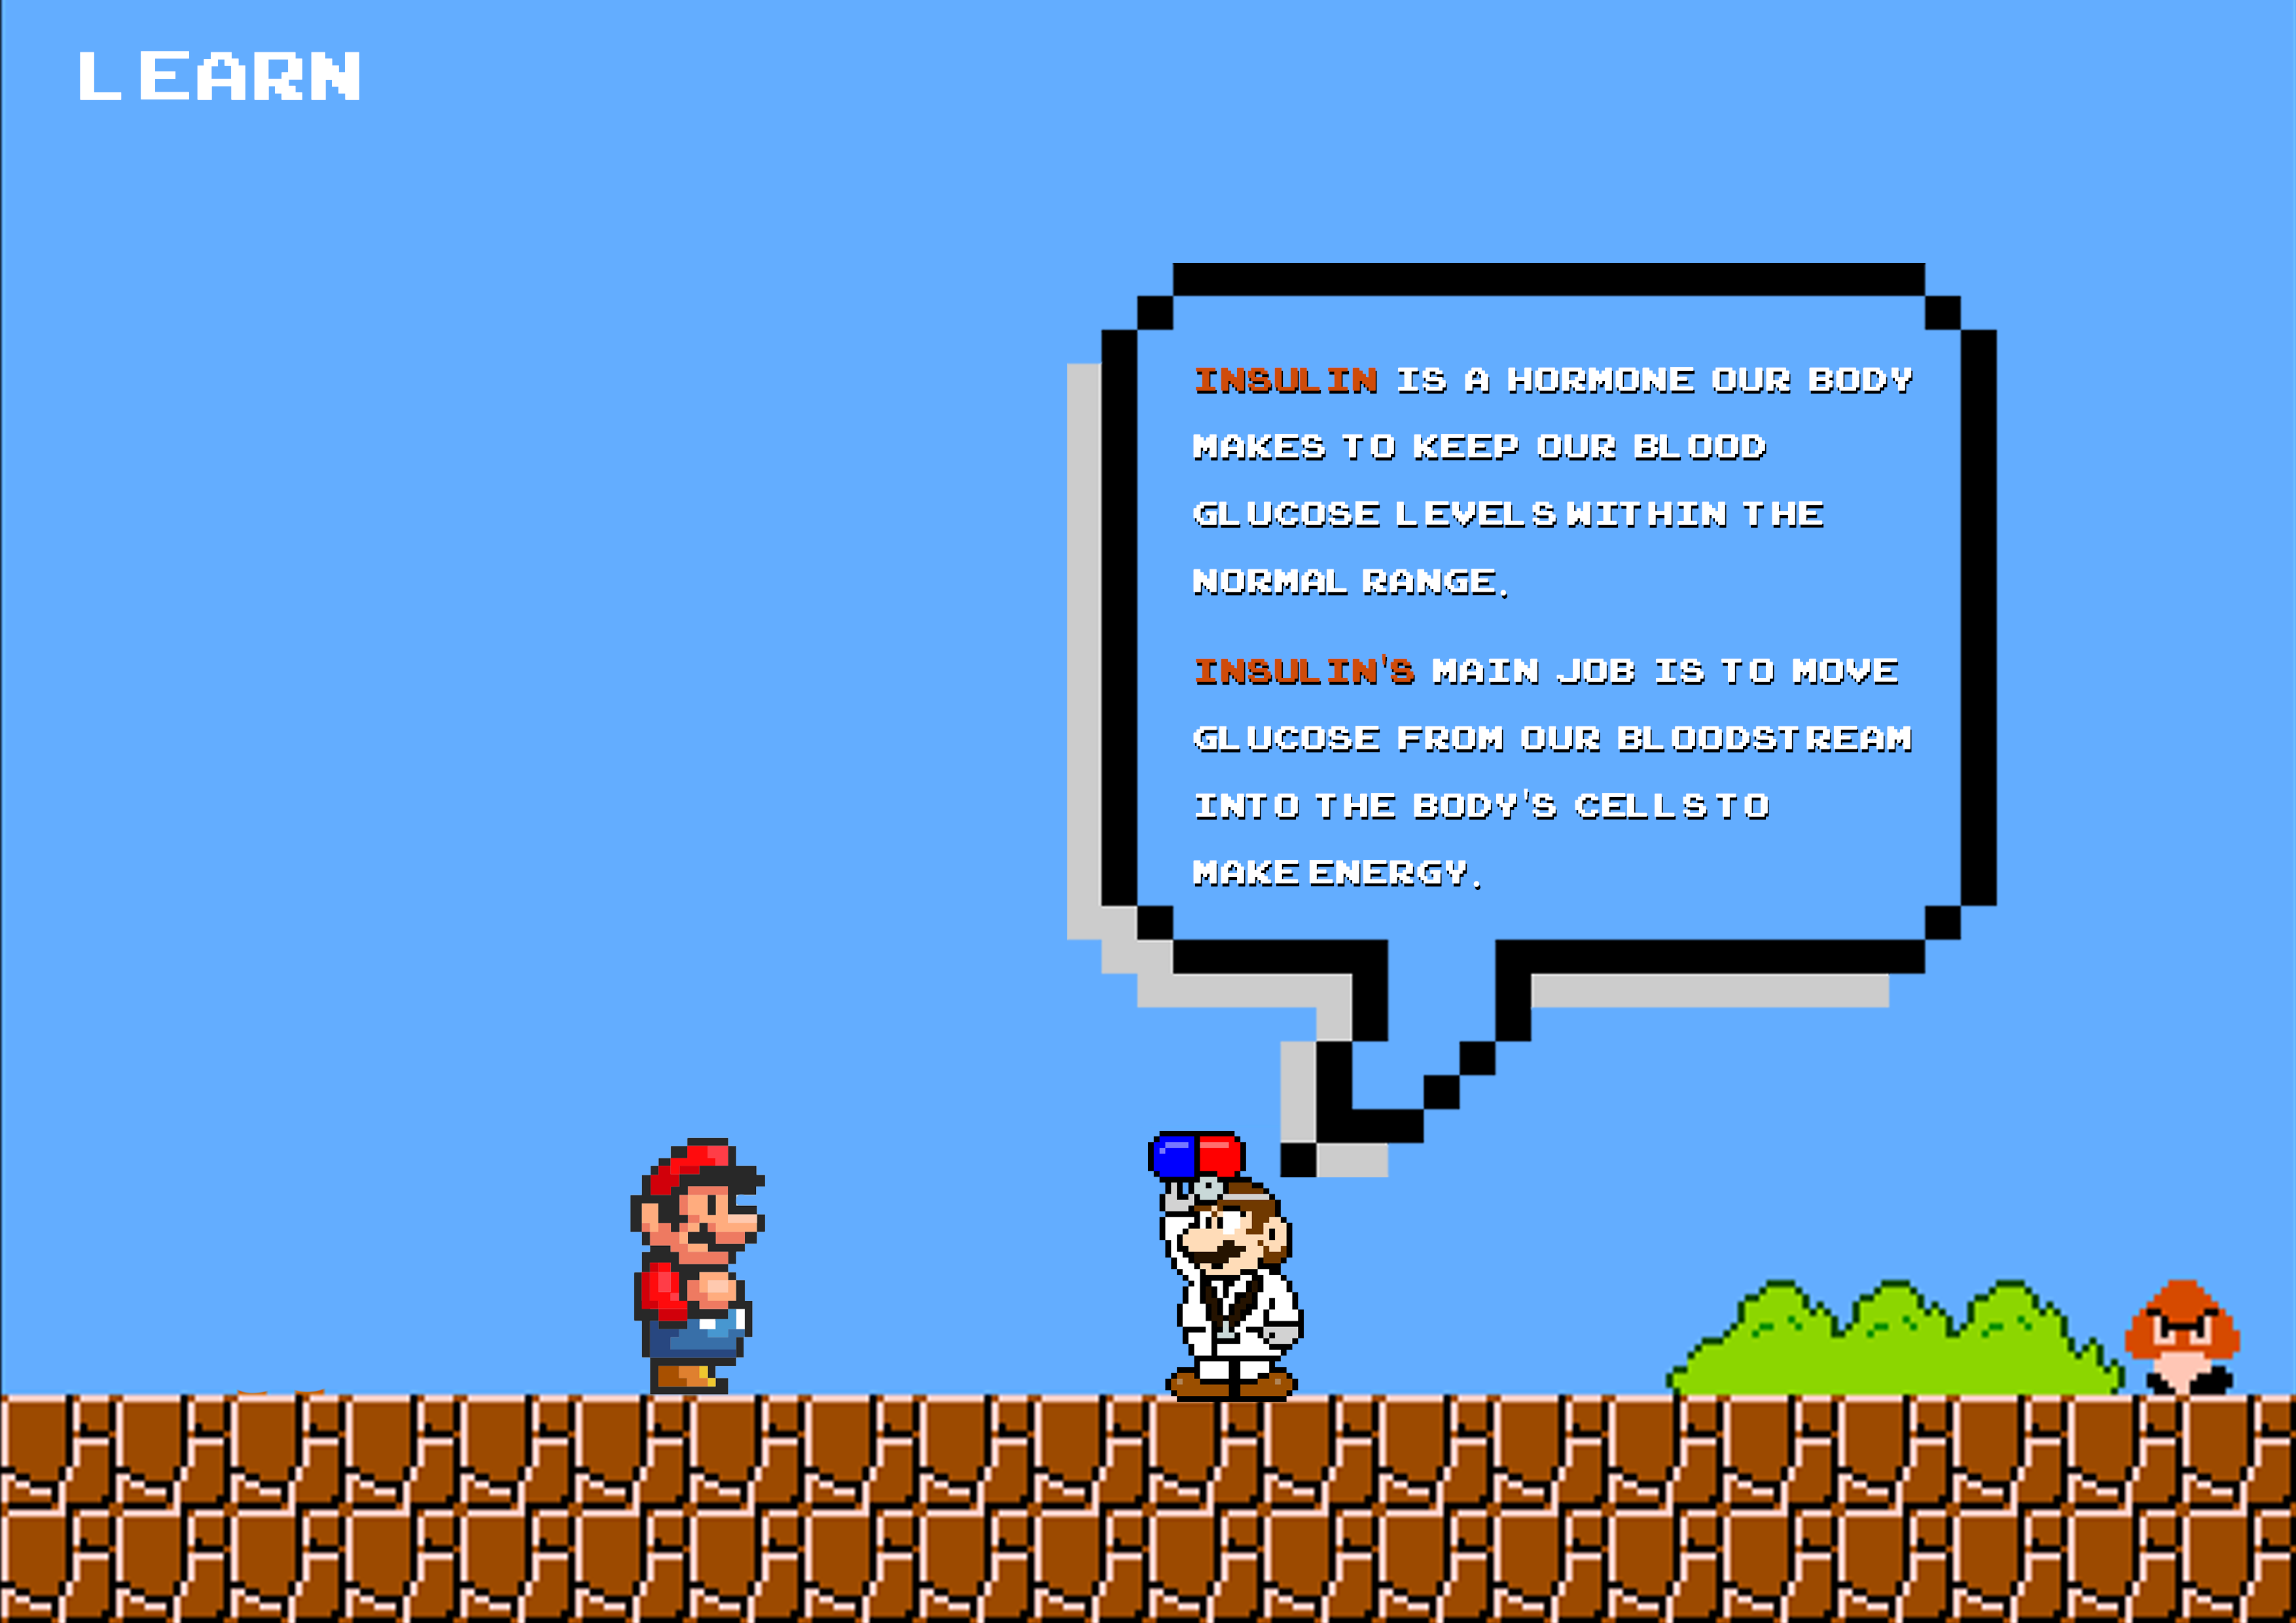 LEARN
INSULIN IS A HORMONE OUR BODY
MAKES TO KEEP OUR BLOOD
GLUCOSE LEVELS WITHIN THE
NORMAL RANGE.
INSULIN'S MAIN JOB IS TO MOVE
GLUCOSE FROM OUR BLOODSTREAM
INTO THE BODY'S CELLS TO
MAKE ENERGY.